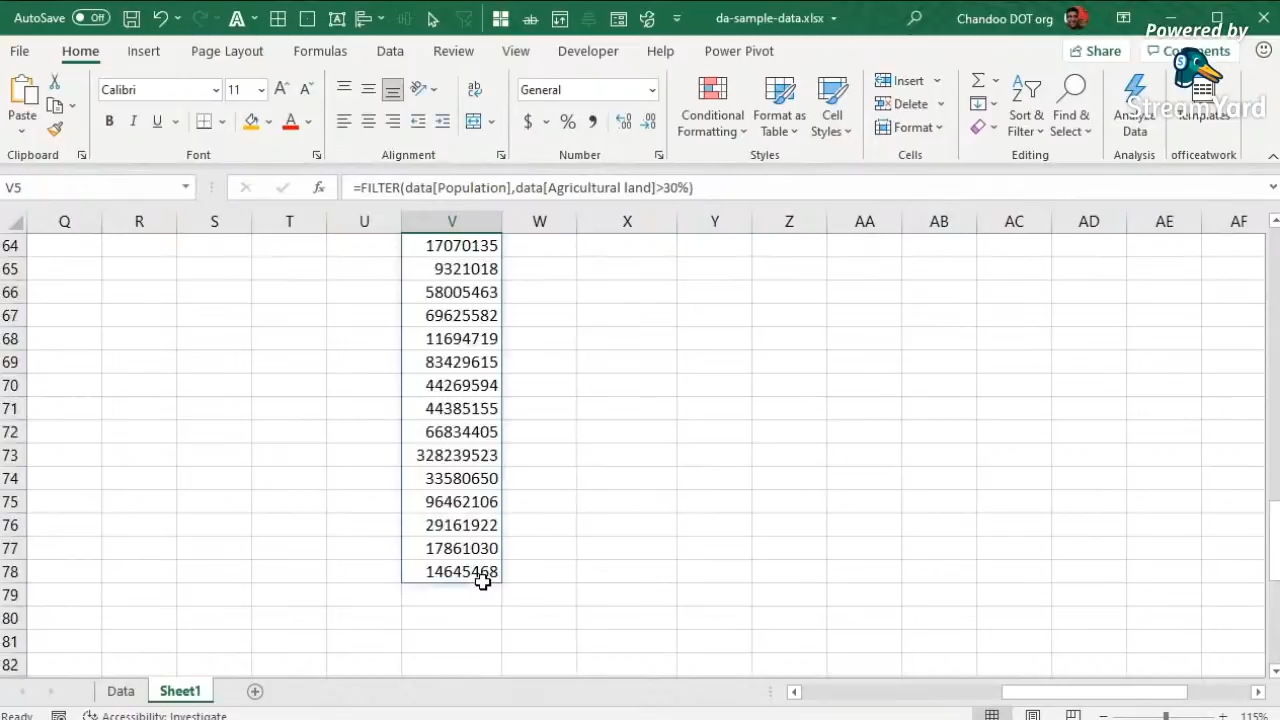 AutoSave Off
da-sample-data.xlsx
Chandoo DOT org
Powered by
StreamYard
File Home Insert Page Layout Formulas Data Review View Developer Help Power Pivot
Share Comments
Paste
Calibri 11
B I U
General
$ %
Conditional Formatting
Format as Table
Cell Styles
Insert
Delete
Format
Sort & Filter
Find & Select
Analyze Data
Templates
Clipboard Font Alignment Number Styles Cells Editing Analysis officeatwork
V5 fx =FILTER(data[Population],data[Agricultural land]>30%)
Q R S T U V W X Y Z AA AB AC AD AE AF
64 17070135
65 9321018
66 58005463
67 69625582
68 11694719
69 83429615
70 44269594
71 44385155
72 66834405
73 328239523
74 33580650
75 96462106
76 29161922
77 17861030
78 14645468
79
80
81
82
Data Sheet1
Ready Accessibility: Investigate 115%